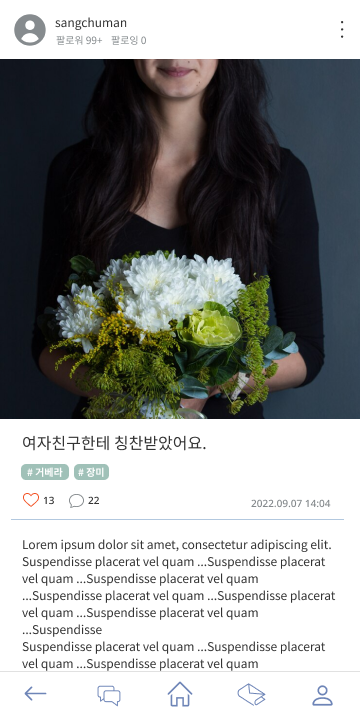 sangchuman
팔로워 99+ 팔로잉 0
여자친구한테 칭찬받았어요.
# 거베라 # 장미
13 22
2022.09.07 14:04
Lorem ipsum dolor sit amet, consectetur adipiscing elit.
Suspendisse placerat vel quam ...Suspendisse placerat
vel quam ...Suspendisse placerat vel quam
...Suspendisse placerat vel quam ...Suspendisse placerat
vel quam ...Suspendisse placerat vel quam
...Suspendisse
Suspendisse placerat vel quam ...Suspendisse placerat
vel quam ...Suspendisse placerat vel quam